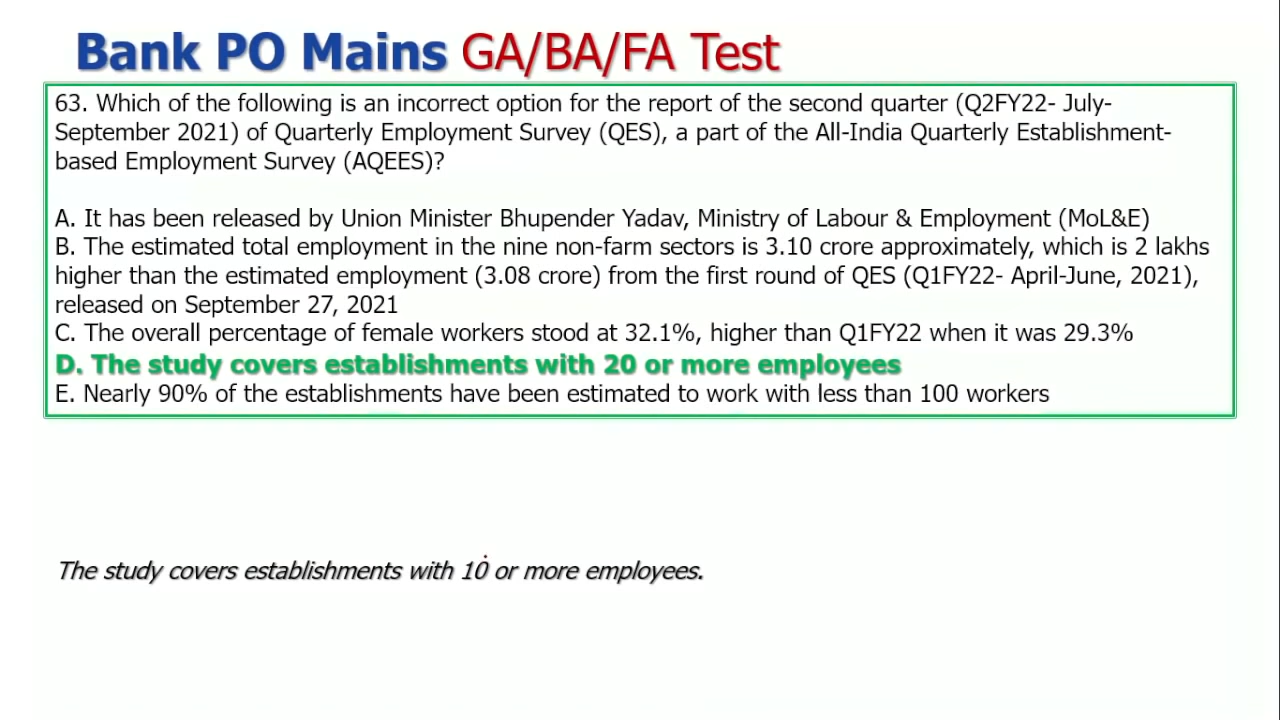 Bank PO Mains GA/BA/FA Test
63. Which of the following is an incorrect option for the report of the second quarter (Q2FY22- July-
September 2021) of Quarterly Employment Survey (QES), a part of the All-India Quarterly Establishment-
based Employment Survey (AQEES)?
A. It has been released by Union Minister Bhupender Yadav, Ministry of Labour & Employment (MoL&E)
B. The estimated total employment in the nine non-farm sectors is 3.10 crore approximately, which is 2 lakhs
higher than the estimated employment (3.08 crore) from the first round of QES (Q1FY22- April-June, 2021),
released on September 27, 2021
C. The overall percentage of female workers stood at 32.1%, higher than Q1FY22 when it was 29.3%
D. The study covers establishments with 20 or more employees
E. Nearly 90% of the establishments have been estimated to work with less than 100 workers
The study covers establishments with 10 or more employees.